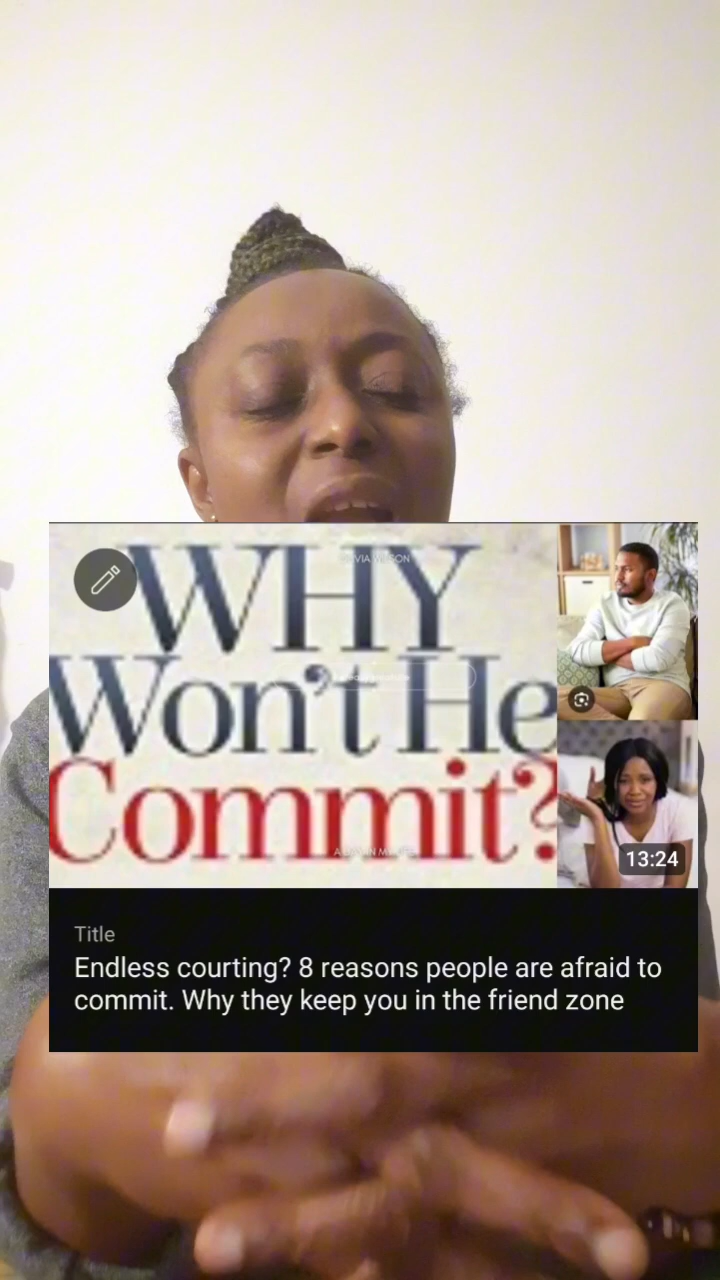 WHY
Won't He
Commit?
13:24
Title
Endless courting? 8 reasons people are afraid to
commit. Why they keep you in the friend zone